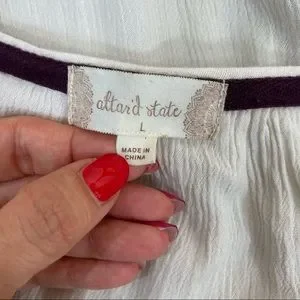 altar'd state
L
MADE IN
CHINA